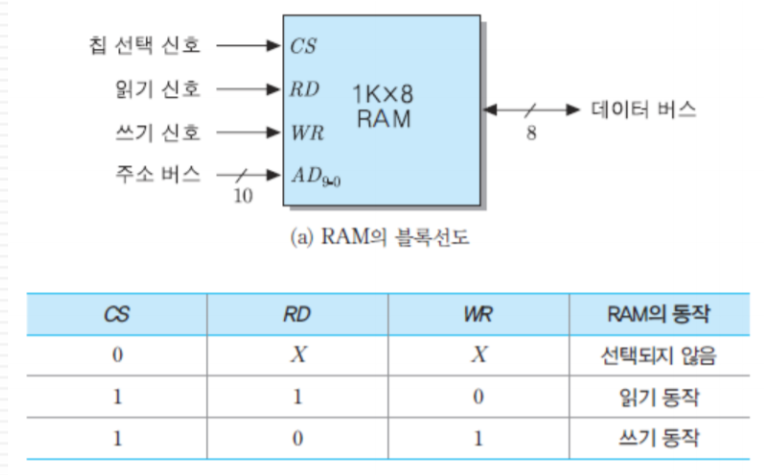 칩 선택 신호
CS
읽기 신호
RD
1K×8
RAM
쓰기 신호
WR
주소 버스
10
AD9-0
데이터 버스
8
(a) RAM의 블록선도
CS RD WR RAM의 동작
0 X X 선택되지 않음
1 1 0 읽기 동작
1 0 1 쓰기 동작